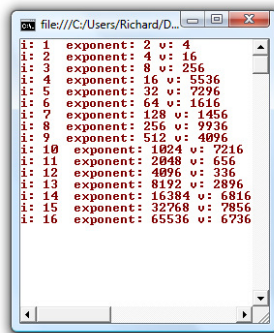 file:///C:/Users/Richard/D...
i: 1 exponent: 2 v: 4
i: 2 exponent: 4 v: 16
i: 3 exponent: 8 v: 256
i: 4 exponent: 16 v: 5536
i: 5 exponent: 32 v: 7296
i: 6 exponent: 64 v: 1616
i: 7 exponent: 128 v: 1456
i: 8 exponent: 256 v: 9936
i: 9 exponent: 512 v: 4096
i: 10 exponent: 1024 v: 7216
i: 11 exponent: 2048 v: 656
i: 12 exponent: 4096 v: 336
i: 13 exponent: 8192 v: 2896
i: 14 exponent: 16384 v: 6816
i: 15 exponent: 32768 v: 7856
i: 16 exponent: 65536 v: 6736